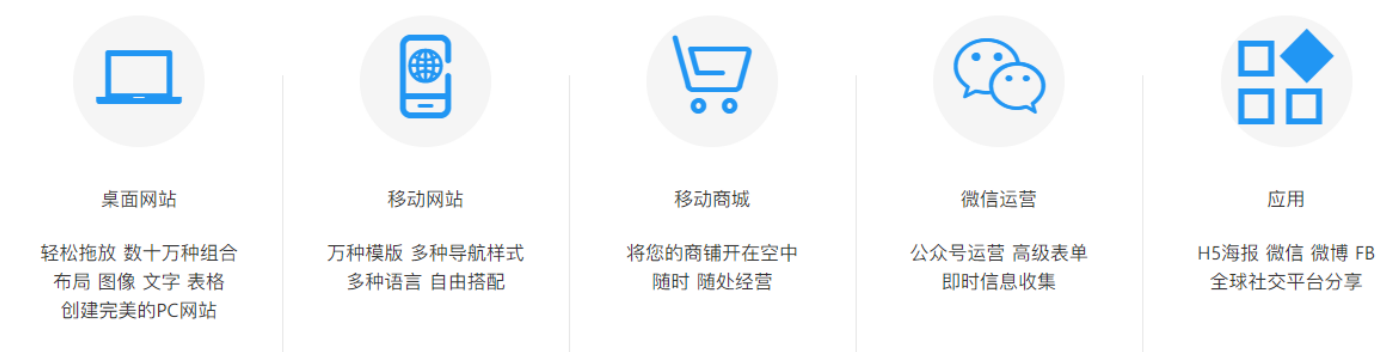 桌面网站
轻松拖放 数十万种组合
布局 图像 文字 表格
创建完美的PC网站
移动网站
万种模版 多种导航样式
多种语言 自由搭配
移动商城
将您的商铺开在空中
随时 随处经营
微信运营
公众号运营 高级表单
即时信息收集
应用
H5海报 微信 微博 FB
全球社交平台分享